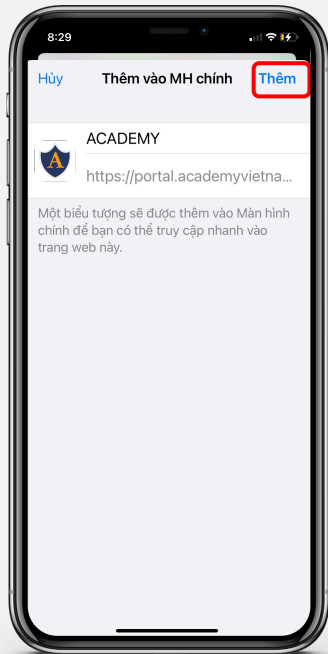 8:29
Hủy Thêm vào MH chính Thêm
ACADEMY
A
https://portal.academyvietna...
Một biểu tượng sẽ được thêm vào Màn hình
chính để bạn có thể truy cập nhanh vào
trang web này.